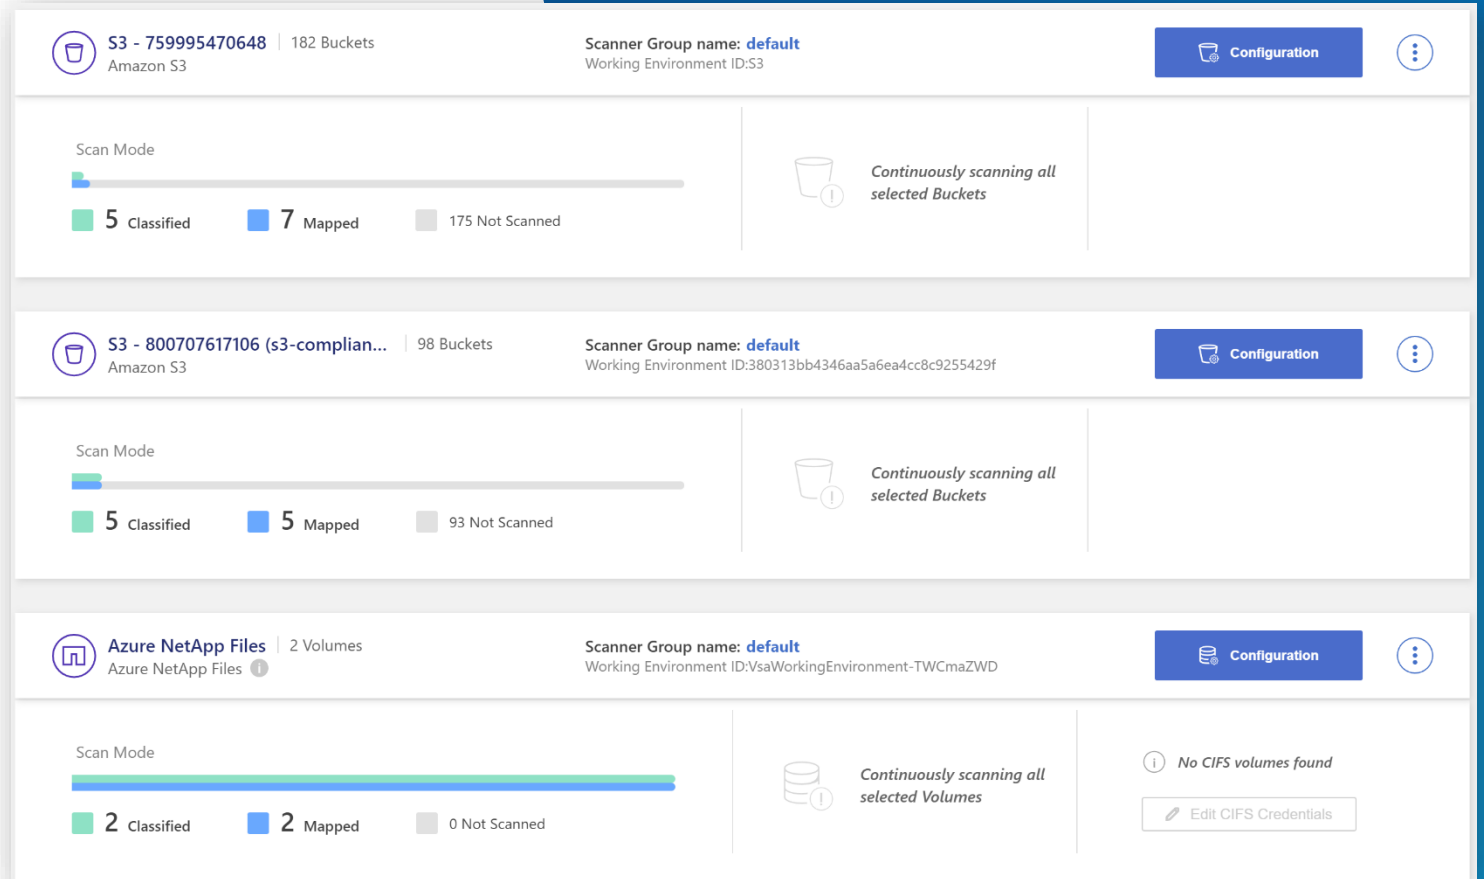 S3 - 759995470648 182 Buckets
Amazon S3
Scanner Group name: default
Working Environment ID:S3
Configuration
Scan Mode
5 Classified 7 Mapped 175 Not Scanned
Continuously scanning all
selected Buckets
S3 - 800707617106 (s3-complian... 98 Buckets
Amazon S3
Scanner Group name: default
Working Environment ID:380313bb4346aa5a6ea4cc8c9255429f
Configuration
Scan Mode
5 Classified 5 Mapped 93 Not Scanned
Continuously scanning all
selected Buckets
Azure NetApp Files 2 Volumes
Azure NetApp Files
Scanner Group name: default
Working Environment ID:VsaWorkingEnvironment-TWCmaZWD
Configuration
Scan Mode
2 Classified 2 Mapped 0 Not Scanned
Continuously scanning all
selected Volumes
No CIFS volumes found
Edit CIFS Credentials